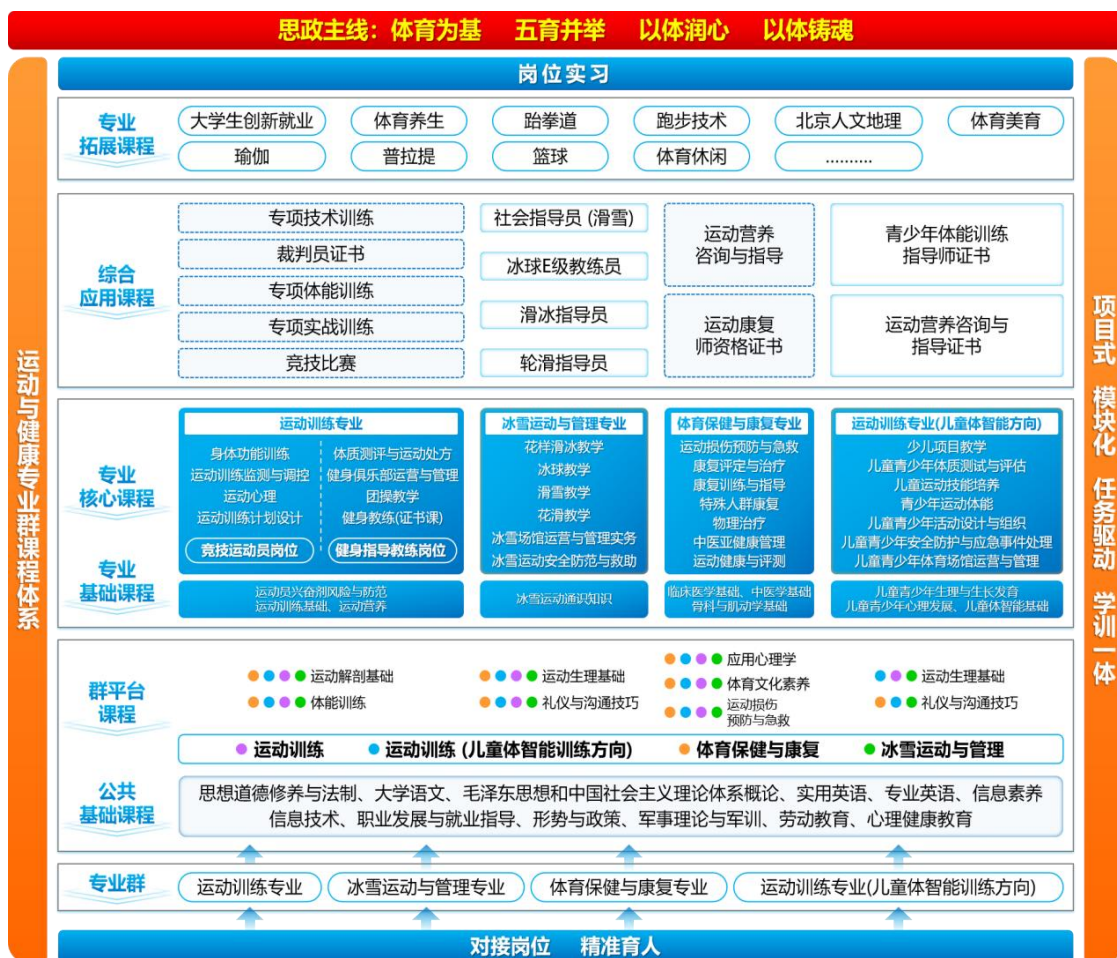 思政主线：体育为基 五育并举 以体润心 以体铸魂
运动与健康专业群课程体系
岗位实习
专业
拓展课程
大学生创新就业 体育养生 跆拳道 跑步技术 北京人文地理 体育美育
瑜伽 普拉提 篮球 体育休闲 ..........
综合
应用课程
专项技术训练
裁判员证书
专项体能训练
专项实战训练
竞技比赛
社会指导员 (滑雪)
冰球E级教练员
滑冰指导员
轮滑指导员
运动营养
咨询与指导
运动康复
师资格证书
青少年体能训练
指导师证书
运动营养咨询与
指导证书
专业
核心课程
专业
基础课程
运动训练专业
身体功能训练
运动训练监测与调控
运动心理
运动训练计划设计
竞技运动员岗位
体质测评与运动处方
健身俱乐部运营与管理
团操教学
健身教练(证书课)
健身指导教练岗位
运动员兴奋剂风险与防范
运动训练基础、运动营养
冰雪运动与管理专业
花样滑冰教学
冰球教学
滑雪教学
花滑教学
冰雪场馆运营与管理实务
冰雪运动安全防范与救助
冰雪运动通识知识
体育保健与康复专业
运动损伤预防与急救
康复评定与治疗
康复训练与指导
特殊人群康复
物理治疗
中医亚健康管理
运动健康与评测
临床医学基础、中医学基础
骨科与肌动学基础
运动训练专业(儿童体智能方向)
少儿项目教学
儿童青少年体质测试与评估
儿童运动技能培养
青少年运动体能
儿童青少年活动设计与组织
儿童青少年安全防护与应急事件处理
儿童青少年体育场馆运营与管理
儿童青少年生理与生长发育
儿童青少年心理发展、儿童体智能基础
群平台
课程
运动解剖基础
体能训练
运动生理基础
礼仪与沟通技巧
应用心理学
体育文化素养
运动损伤
预防与急救
运动生理基础
礼仪与沟通技巧
运动训练 运动训练 (儿童体智能训练方向) 体育保健与康复 冰雪运动与管理
公共
基础课程
思想道德修养与法制、大学语文、毛泽东思想和中国社会主义理论体系概论、实用英语、专业英语、信息素养
信息技术、职业发展与就业指导、形势与政策、军事理论与军训、劳动教育、心理健康教育
专业群
运动训练专业 冰雪运动与管理专业 体育保健与康复专业 运动训练专业(儿童体智能训练方向)
对接岗位 精准育人
项目式 模块化 任务驱动 学训一体